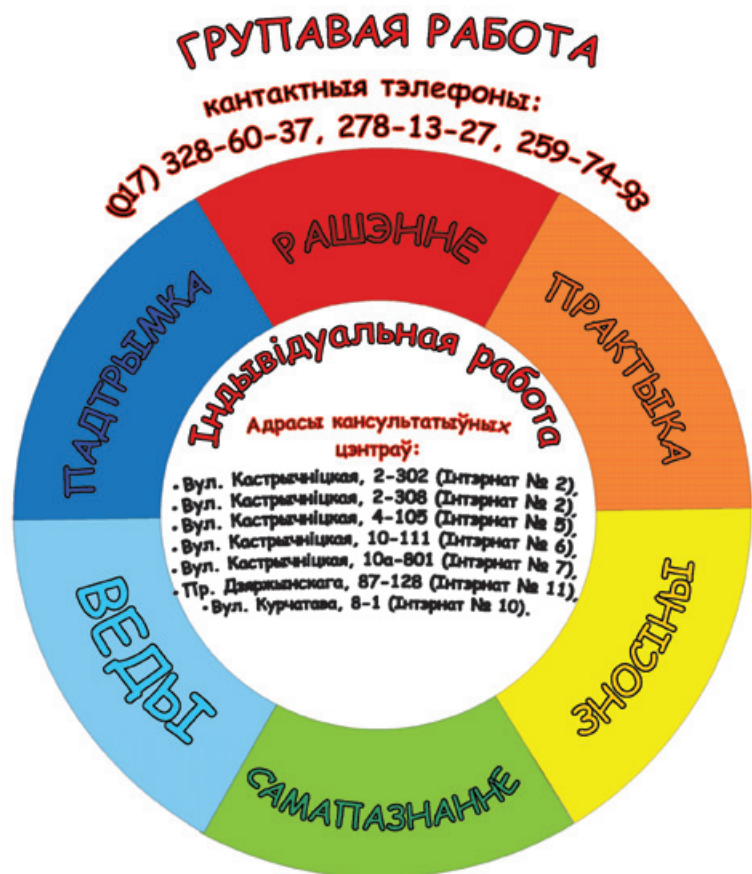 ГРУПАВАЯ РАБОТА
кантактныя тэлефоны:
(017) 328-60-37, 278-13-27, 259-74-93
РАШЭННЕ
ПРАКТЫКА
ЗНОСІНЫ
САМАПАЗНАННЕ
ВЕДЫ
ПАДТРЫМКА
Індывідуальная работа
Адрасы кансультатыўных
цэнтраў:
• Вул. Кастрычніцкая, 2-302 (Інтэрнат № 2),
• Вул. Кастрычніцкая, 2-308 (Інтэрнат № 2),
• Вул. Кастрычніцкая, 4-105 (Інтэрнат № 5),
• Вул. Кастрычніцкая, 10-111 (Інтэрнат № 6),
• Вул. Кастрычніцкая, 10а-801 (Інтэрнат № 7),
• Пр. Дзяржынскага, 87-128 (Інтэрнат № 11),
• Вул. Курчатава, 8-1 (Інтэрнат № 10).